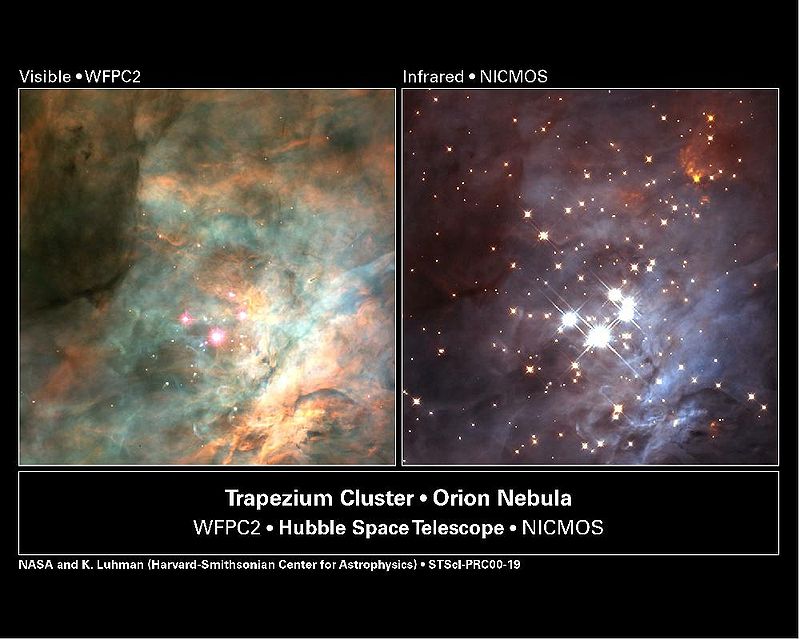 Visible • WFPC2
Infrared • NICMOS
Trapezium Cluster • Orion Nebula
WFPC2 • Hubble Space Telescope • NICMOS
NASA and K. Luhman (Harvard-Smithsonian Center for Astrophysics) • STScI-PRC00-19